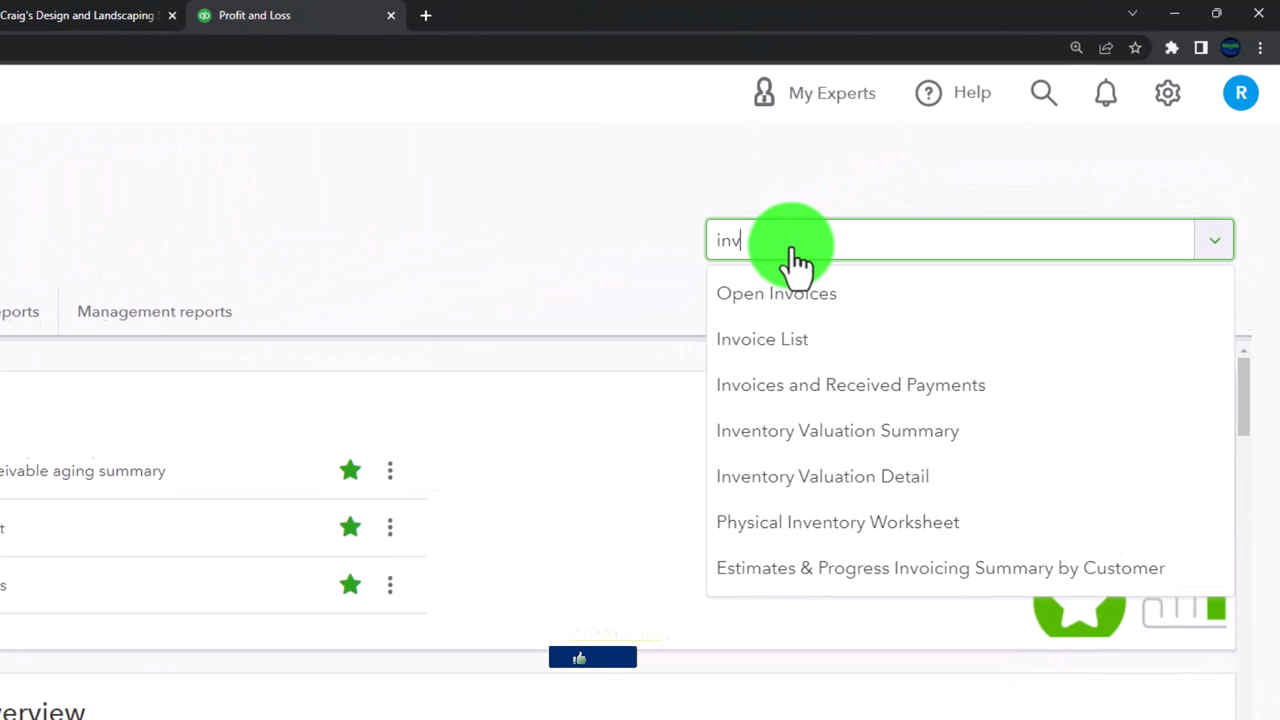 Craig's Design and Landscaping
Profit and Loss
My Experts
Help
R
inv
Open Invoices
Invoice List
Invoices and Received Payments
Inventory Valuation Summary
Inventory Valuation Detail
Physical Inventory Worksheet
Estimates & Progress Invoicing Summary by Customer
eports
Management reports
eivable aging summary
t
s
verview